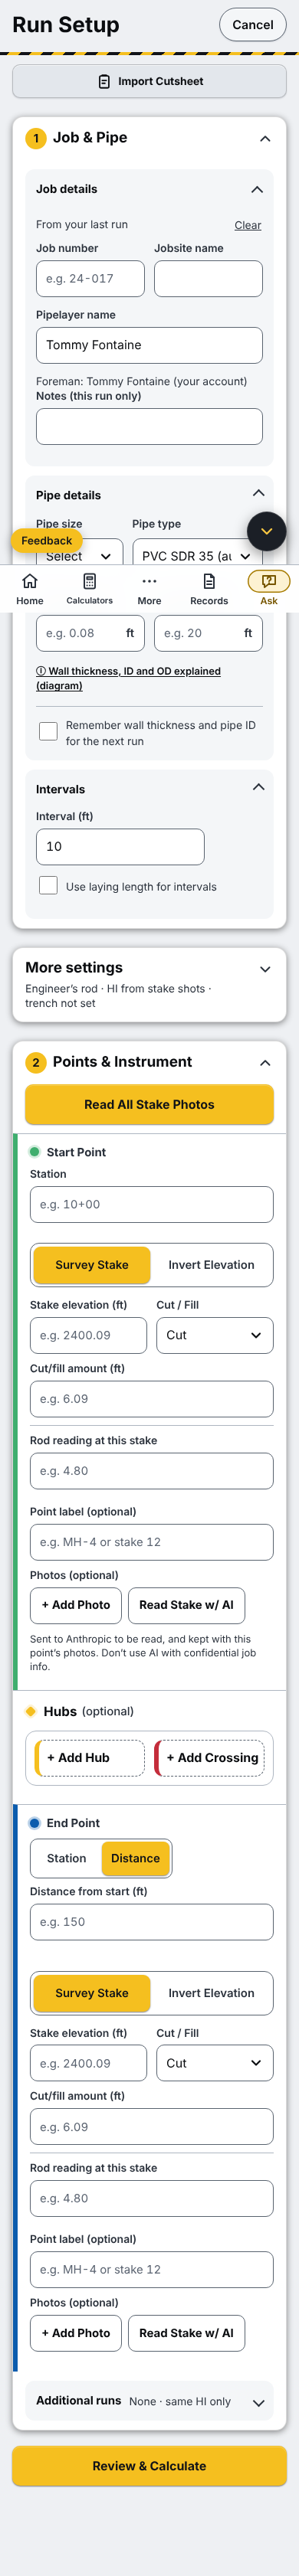 Run Setup
Cancel
Import Cutsheet
1 Job & Pipe
Job details
From your last run
Clear
Job number
Jobsite name
e.g. 24-017
Pipelayer name
Tommy Fontaine
Foreman: Tommy Fontaine (your account)
Notes (this run only)
Pipe details
Pipe size
Pipe type
Feedback
Select
PVC SDR 35 (au
Home
Calculators
More
Records
Ask
e.g. 0.08 ft
e.g. 20 ft
Wall thickness, ID and OD explained
(diagram)
Remember wall thickness and pipe ID
for the next run
Intervals
Interval (ft)
10
Use laying length for intervals
More settings
Engineer’s rod · HI from stake shots ·
trench not set
2 Points & Instrument
Read All Stake Photos
Start Point
Station
e.g. 10+00
Survey Stake
Invert Elevation
Stake elevation (ft)
Cut / Fill
e.g. 2400.09
Cut
Cut/fill amount (ft)
e.g. 6.09
Rod reading at this stake
e.g. 4.80
Point label (optional)
e.g. MH-4 or stake 12
Photos (optional)
+ Add Photo
Read Stake w/ AI
Sent to Anthropic to be read, and kept with this
point’s photos. Don’t use AI with confidential job
info.
Hubs (optional)
+ Add Hub
+ Add Crossing
End Point
Station
Distance
Distance from start (ft)
e.g. 150
Survey Stake
Invert Elevation
Stake elevation (ft)
Cut / Fill
e.g. 2400.09
Cut
Cut/fill amount (ft)
e.g. 6.09
Rod reading at this stake
e.g. 4.80
Point label (optional)
e.g. MH-4 or stake 12
Photos (optional)
+ Add Photo
Read Stake w/ AI
Additional runs None · same HI only
Review & Calculate